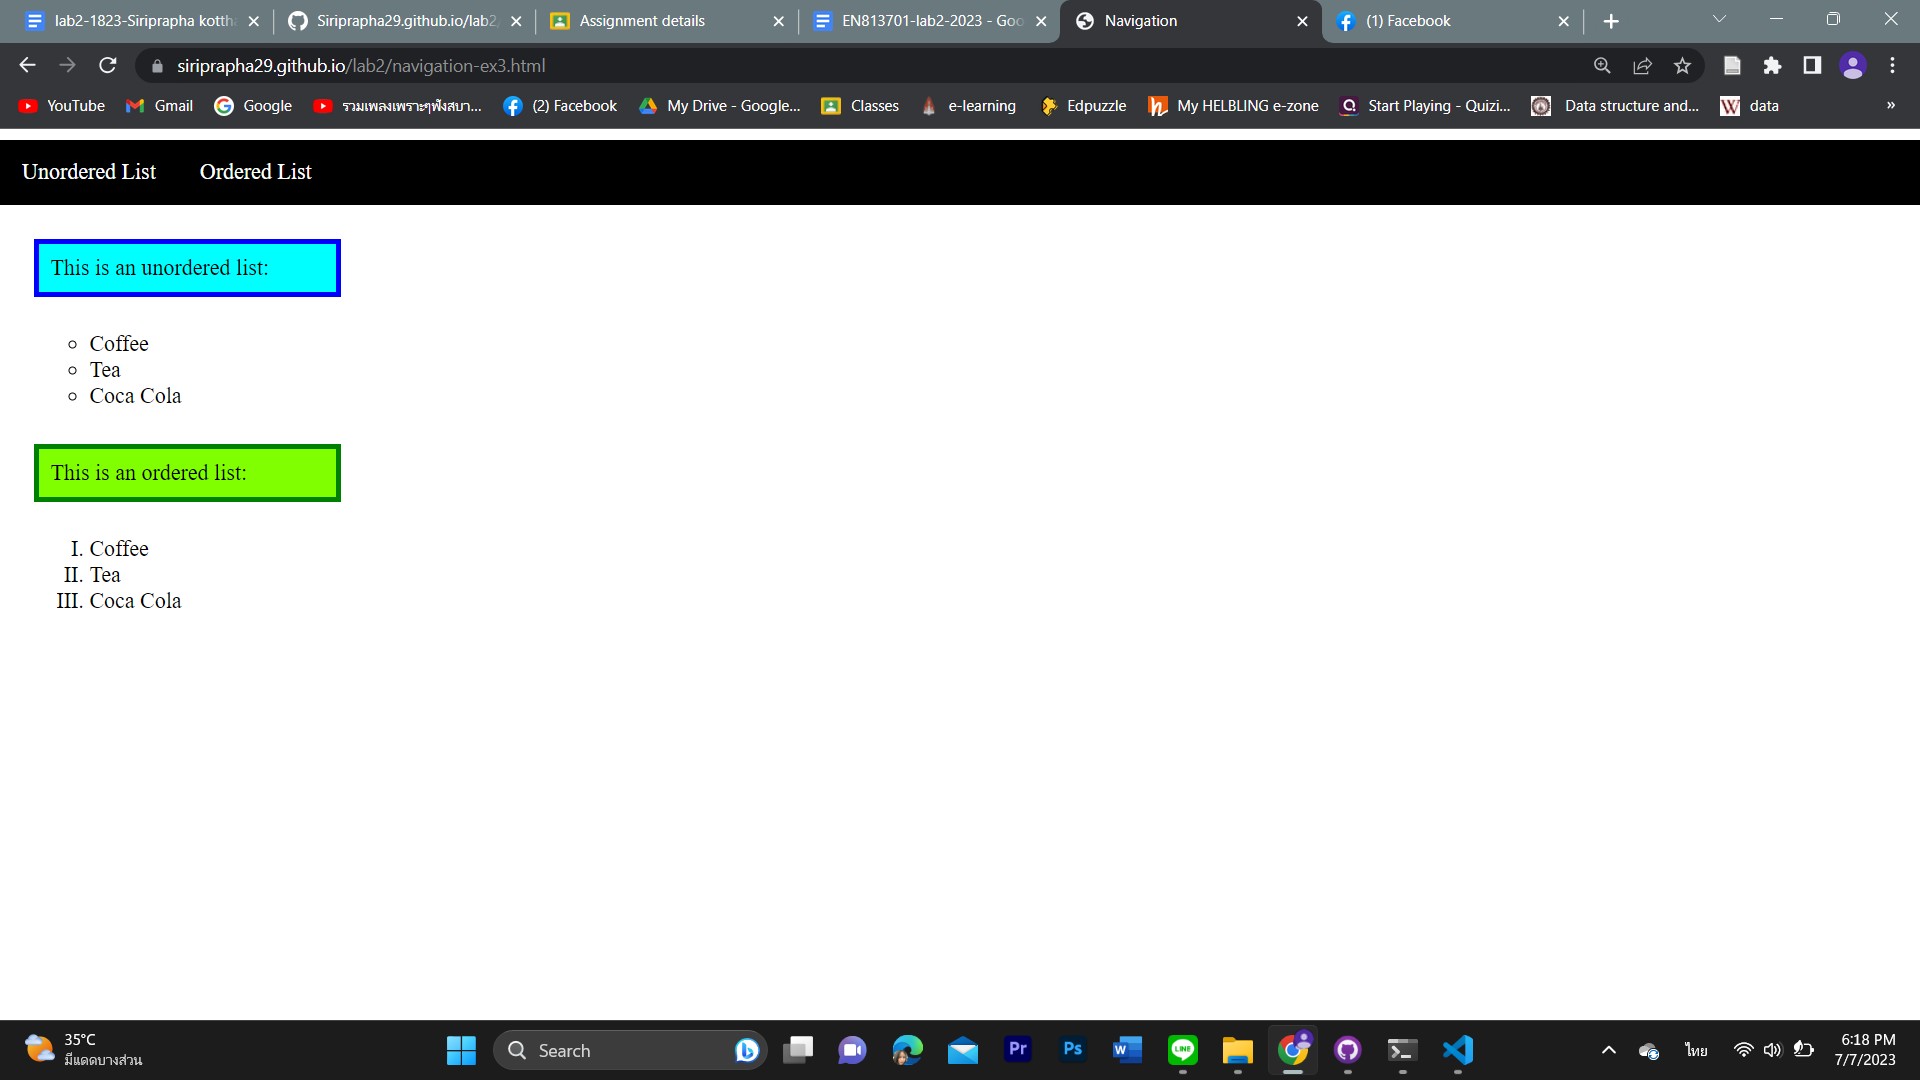 lab2-1823-Siriprapha kottha
Siriprapha29.github.io/lab2
Assignment details
EN813701-lab2-2023 - Goo
Navigation
(1) Facebook
siriprapha29.github.io/lab2/navigation-ex3.html
YouTube
Gmail
Google
รวมเพลงเพราะๆฟังสบา...
(2) Facebook
My Drive - Google...
Classes
e-learning
Edpuzzle
My HELBLING e-zone
Start Playing - Quizi...
Data structure and...
data
»
Unordered List
Ordered List
This is an unordered list:
Coffee
Tea
Coca Cola
This is an ordered list:
I. Coffee
II. Tea
III. Coca Cola
35°C
มีแดดบางส่วน
Search
Pr
Ps
W
LINE
ไทย
6:18 PM
7/7/2023